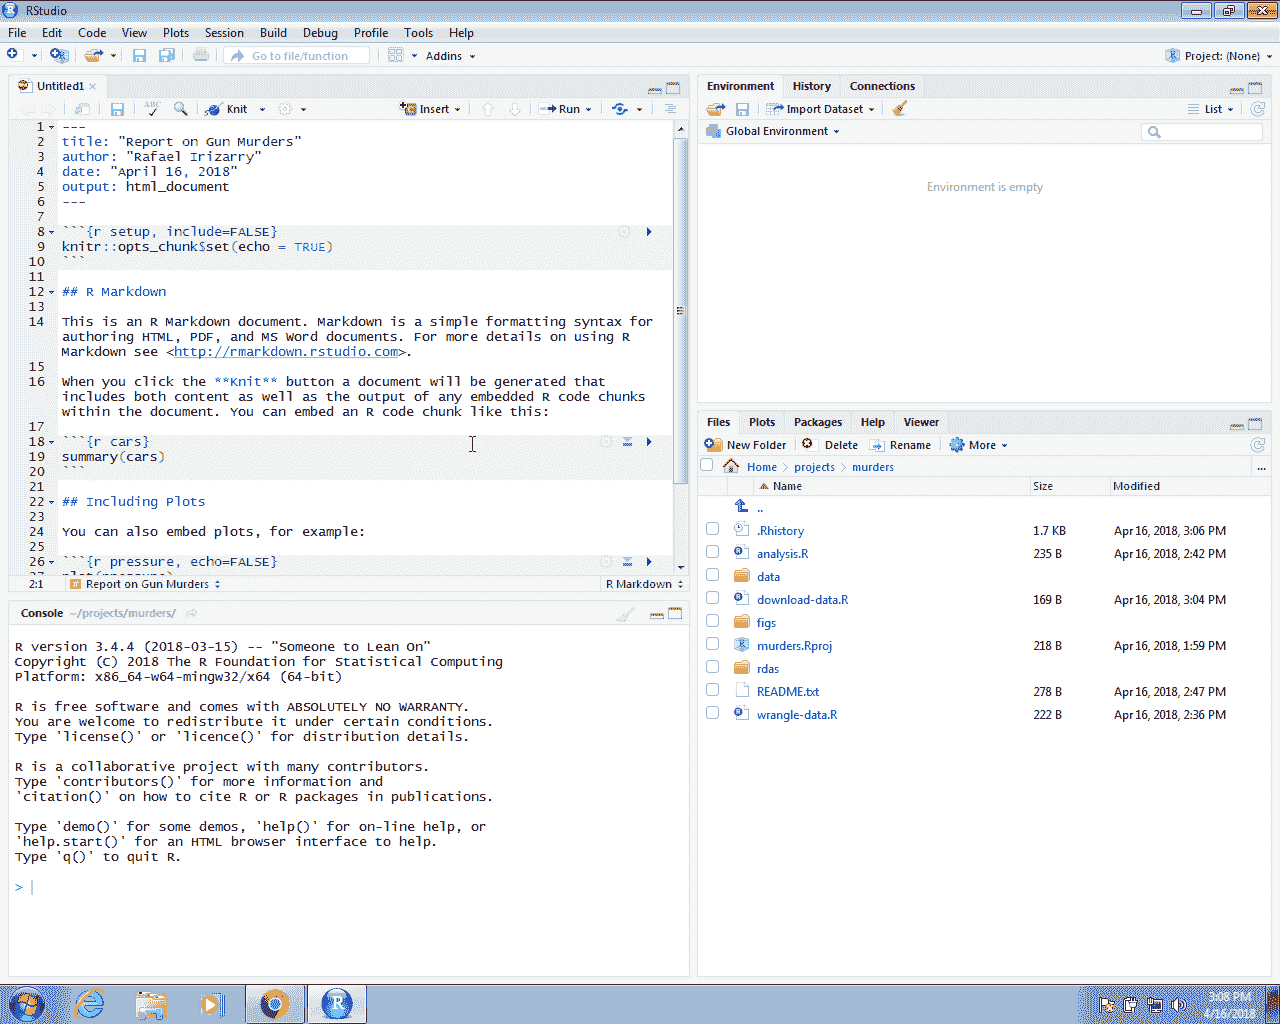 RStudio
File Edit Code View Plots Session Build Debug Profile Tools Help
Go to file/function Addins Project: (None)
Untitled1
ABC Knit Insert Run
1 ---
2 title: "Report on Gun Murders"
3 author: "Rafael Irizarry"
4 date: "April 16, 2018"
5 output: html_document
6 ---
7
8 ```{r setup, include=FALSE}
9 knitr::opts_chunk$set(echo = TRUE)
10 ```
11
12 ## R Markdown
13
14 This is an R Markdown document. Markdown is a simple formatting syntax for
authoring HTML, PDF, and MS Word documents. For more details on using R
Markdown see <http://rmarkdown.rstudio.com>.
15
16 When you click the **Knit** button a document will be generated that
includes both content as well as the output of any embedded R code chunks
within the document. You can embed an R code chunk like this:
17
18 ```{r cars}
19 summary(cars)
20 ```
21
22 ## Including Plots
23
24 You can also embed plots, for example:
25
26 ```{r pressure, echo=FALSE}
27 plot(pressure)
2:1 Report on Gun Murders R Markdown
Console ~/projects/murders/
R version 3.4.4 (2018-03-15) -- "Someone to Lean On"
Copyright (C) 2018 The R Foundation for Statistical Computing
Platform: x86_64-w64-mingw32/x64 (64-bit)
R is free software and comes with ABSOLUTELY NO WARRANTY.
You are welcome to redistribute it under certain conditions.
Type 'license()' or 'licence()' for distribution details.
R is a collaborative project with many contributors.
Type 'contributors()' for more information and
'citation()' on how to cite R or R packages in publications.
Type 'demo()' for some demos, 'help()' for on-line help, or
'help.start()' for an HTML browser interface to help.
Type 'q()' to quit R.
>
Environment History Connections
Import Dataset List
Global Environment
Environment is empty
Files Plots Packages Help Viewer
New Folder Delete Rename More
Home projects murders ...
Name Size Modified
..
.Rhistory 1.7 KB Apr 16, 2018, 3:06 PM
analysis.R 235 B Apr 16, 2018, 2:42 PM
data
download-data.R 169 B Apr 16, 2018, 3:04 PM
figs
murders.Rproj 218 B Apr 16, 2018, 1:59 PM
rdas
README.txt 278 B Apr 16, 2018, 2:47 PM
wrangle-data.R 222 B Apr 16, 2018, 2:36 PM
3:08 PM
4/16/2018